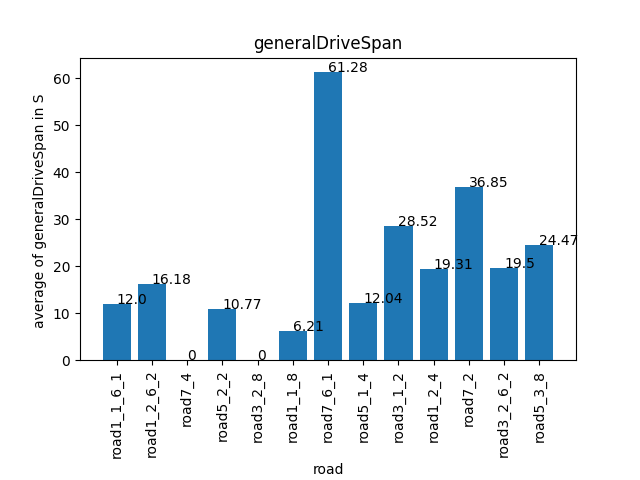 generalDriveSpan
average of generalDriveSpan in S
60
50
40
30
20
10
0
12.0
16.18
0
10.77
0
6.21
61.28
12.04
28.52
19.31
36.85
19.5
24.47
road1_1_6_1
road1_2_6_2
road7_4
road5_2_2
road3_2_8
road1_1_8
road7_6_1
road5_1_4
road3_1_2
road1_2_4
road7_2
road3_2_6_2
road5_3_8
road